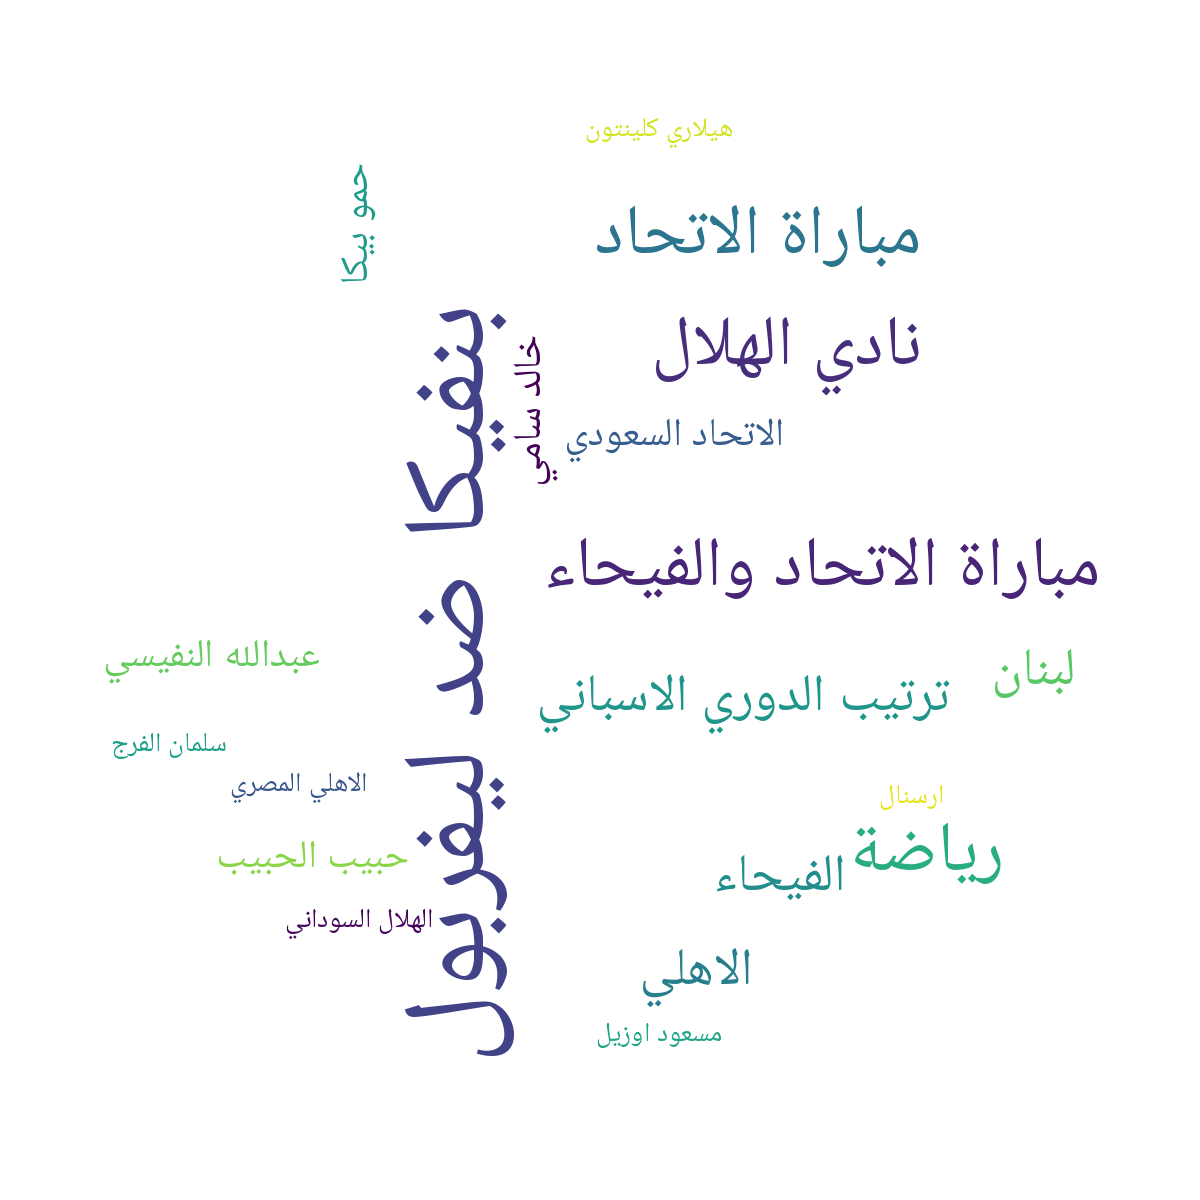 هيلاري كلينتون
حمو بيكا
مباراة الاتحاد
نادي الهلال
بنفيكا ضد ليفربول
خالد سامي
الاتحاد السعودي
مباراة الاتحاد والفيحاء
عبدالله النفيسي
لبنان
ترتيب الدوري الاسباني
سلمان الفرج
الاهلي المصري
ارسنال
رياضة
حبيب الحبيب
الفيحاء
الهلال السوداني
الاهلي
مسعود اوزيل